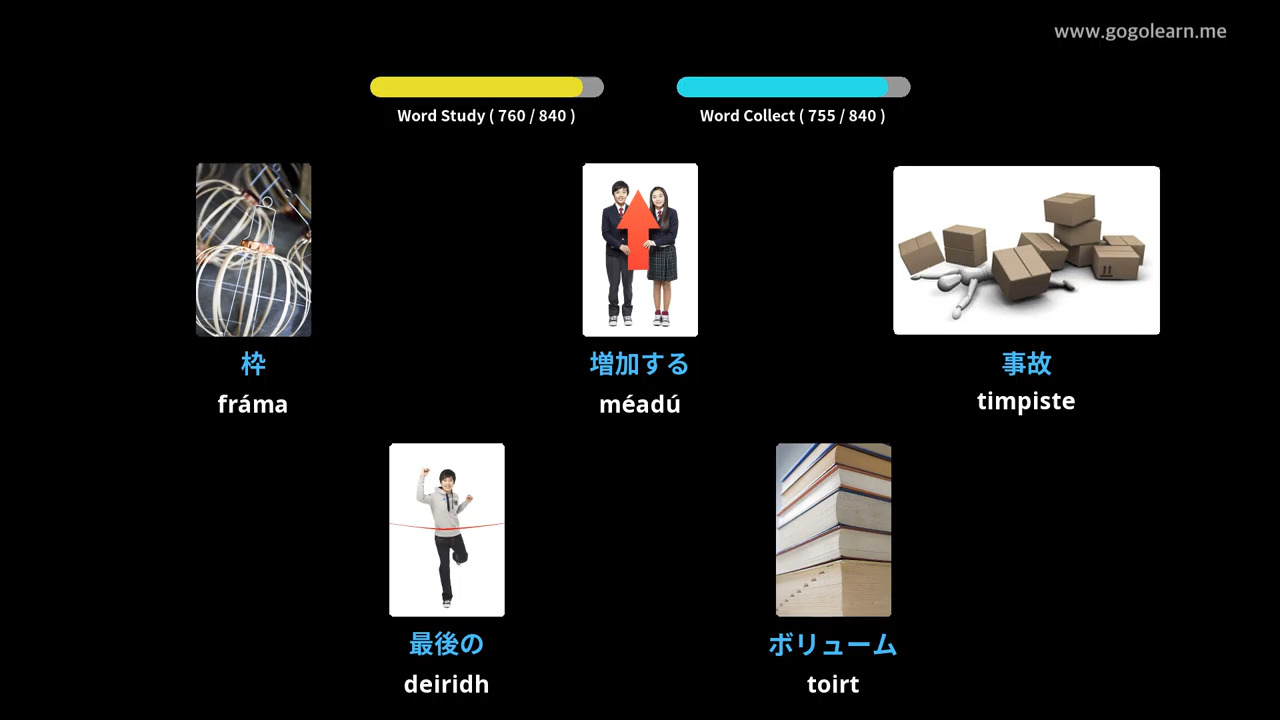 www.gogolearn.me
Word Study ( 760 / 840 )
Word Collect ( 755 / 840 )
枠
fráma
増加する
méadú
事故
timpiste
最後の
deiridh
ボリューム
toirt